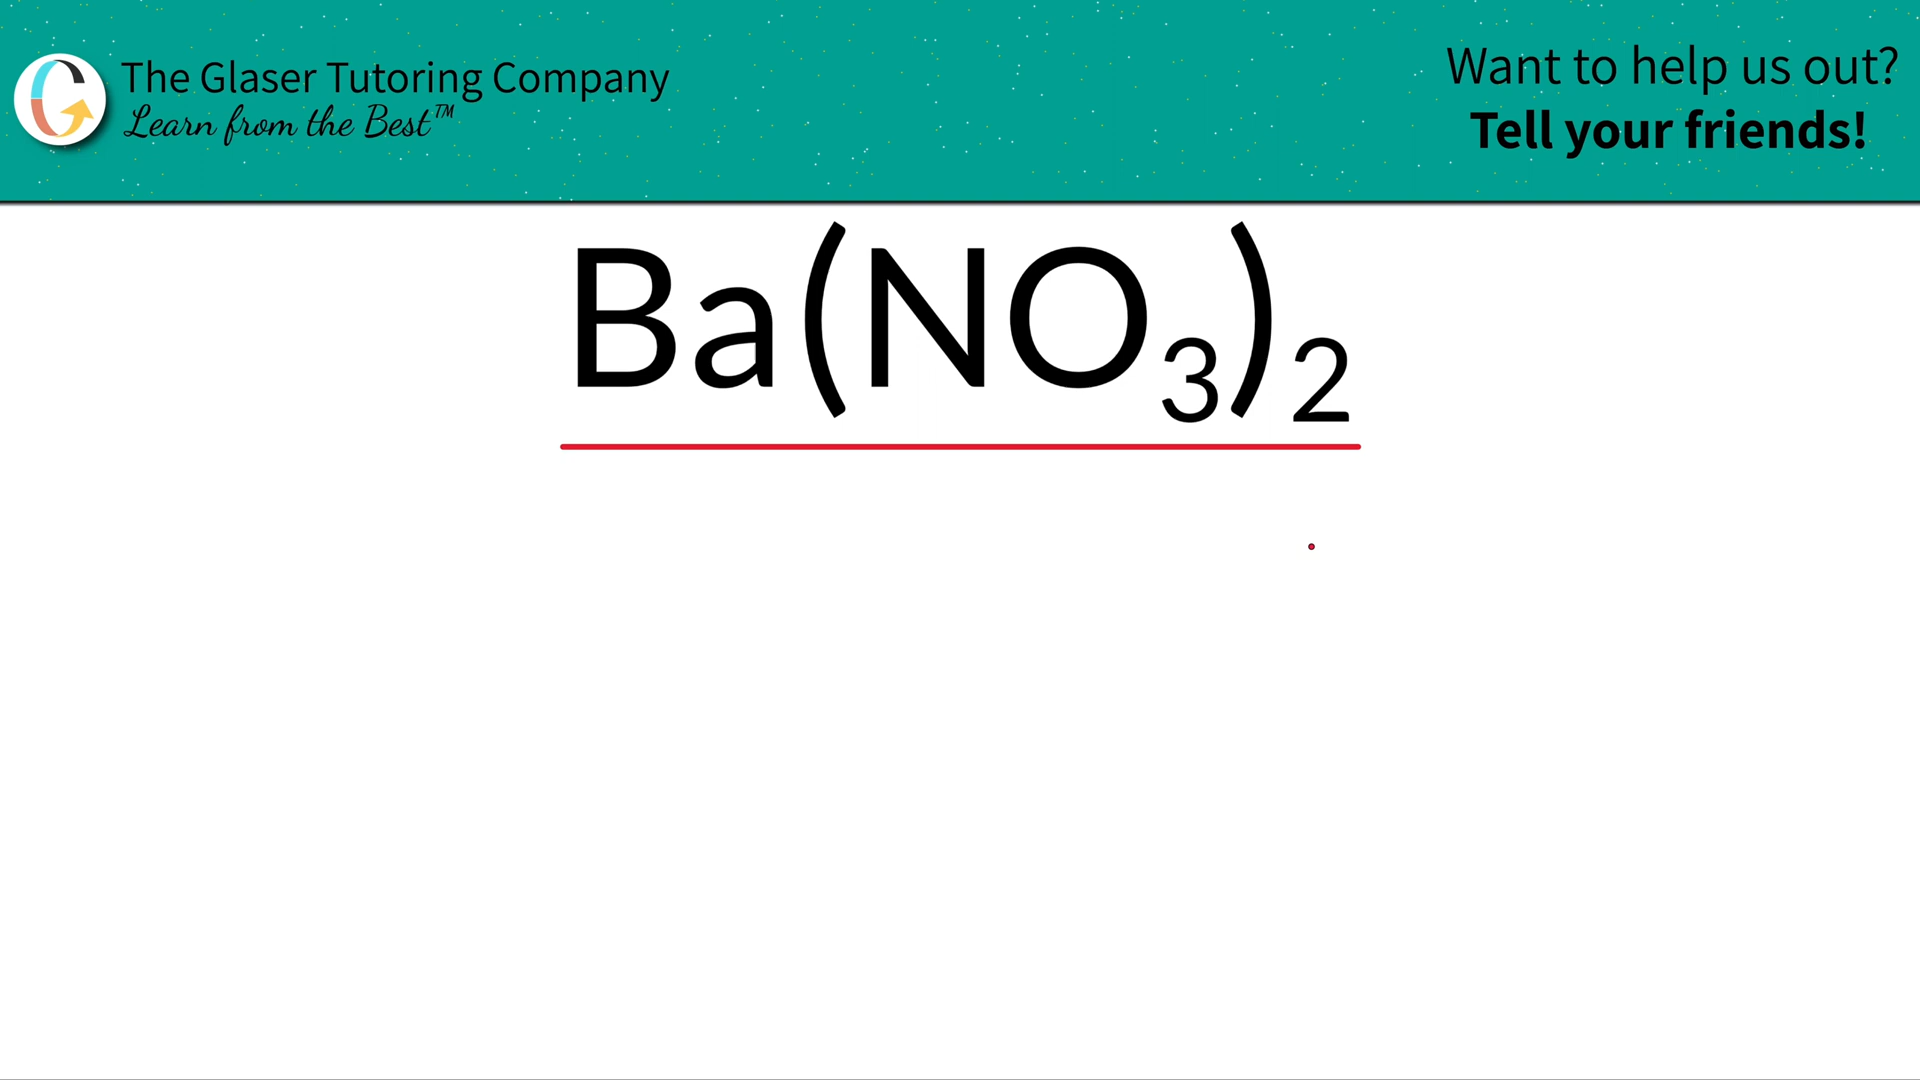 The Glaser Tutoring Company
Learn from the Best™
Want to help us out?
Tell your friends!
Ba(NO₃)₂